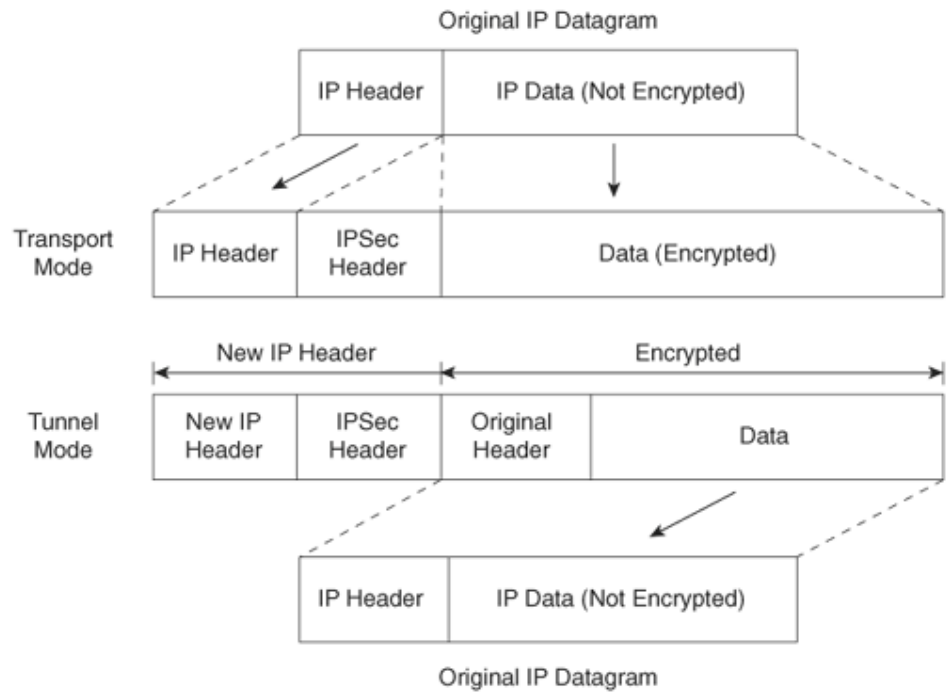 Original IP Datagram
IP Header
IP Data (Not Encrypted)
Transport
Mode
IP Header
IPSec
Header
Data (Encrypted)
New IP Header
Encrypted
Tunnel
Mode
New IP
Header
IPSec
Header
Original
Header
Data
IP Header
IP Data (Not Encrypted)
Original IP Datagram